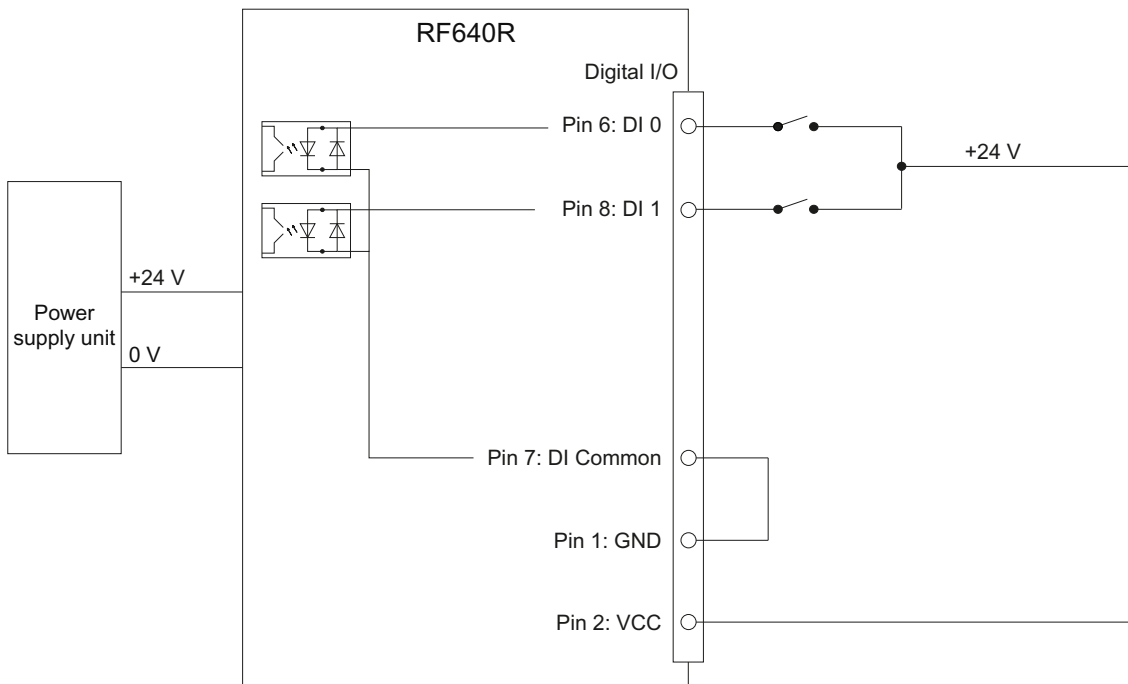 RF640R
Digital I/O
Pin 6: DI 0
+24 V
Pin 8: DI 1
+24 V
Power
supply unit
0 V
Pin 7: DI Common
Pin 1: GND
Pin 2: VCC